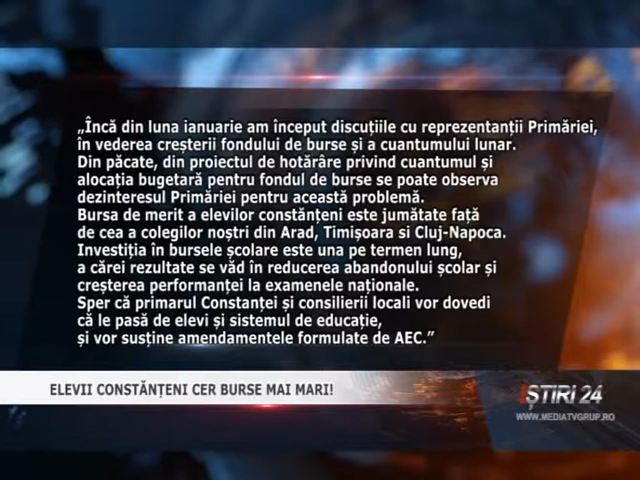 „Încă din luna ianuarie am început discuțiile cu reprezentanții Primăriei,
în vederea creșterii fondului de burse și a cuantumului lunar.
Din păcate, din proiectul de hotărâre privind cuantumul și
alocația bugetară pentru fondul de burse se poate observa
dezinteresul Primăriei pentru această problemă.
Bursa de merit a elevilor constănțeni este jumătate față
de cea a colegilor noștri din Arad, Timișoara si Cluj-Napoca.
Investiția în bursele școlare este una pe termen lung,
a cărei rezultate se văd în reducerea abandonului școlar și
creșterea performanței la examenele naționale.
Sper că primarul Constanței și consilierii locali vor dovedi
că le pasă de elevi și sistemul de educație,
și vor susține amendamentele formulate de AEC.”
ELEVII CONSTĂNȚENI CER BURSE MAI MARI!
ȘTIRI 24
WWW.MEDIATVGRUP.RO